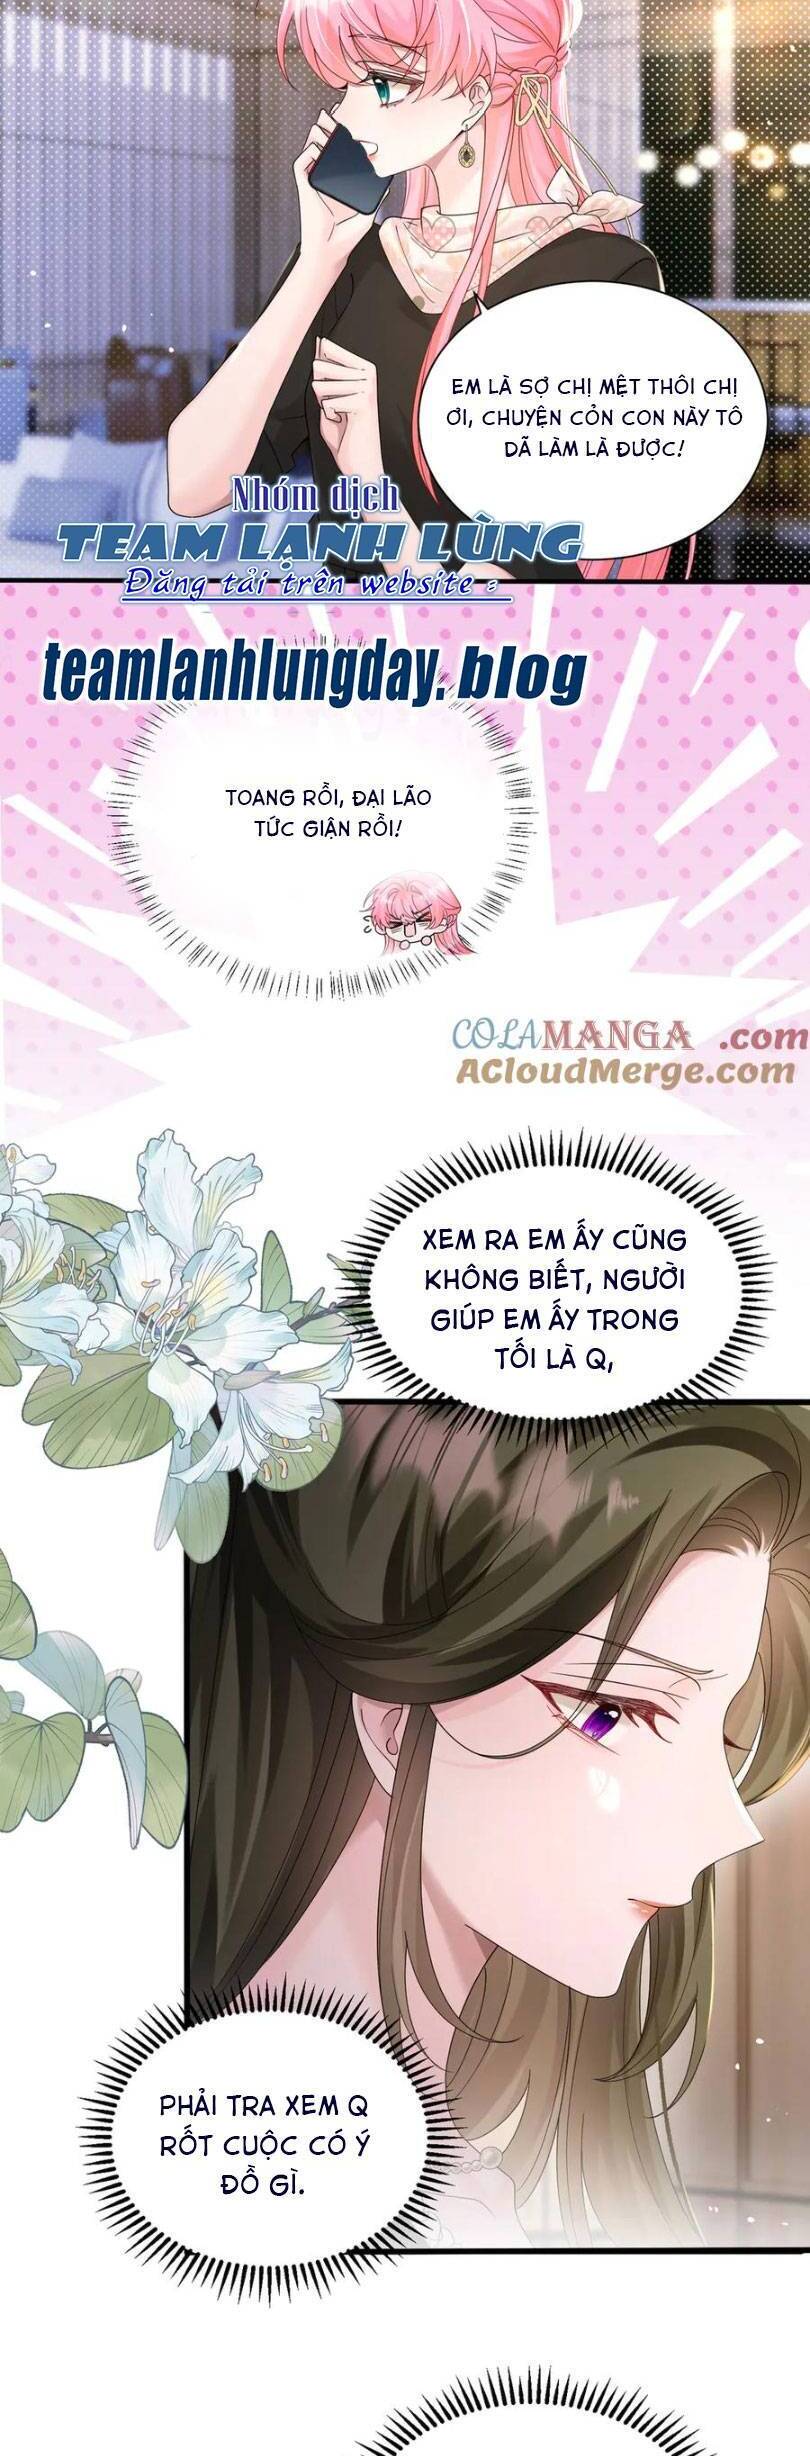 EM LÀ SỢ CHỊ MỆT THÔI CHỊ
ƠI, CHUYỆN CỎN CON NÀY TÔ
DÃ LÀM LÀ ĐƯỢC!
Nhóm dịch
TEAM LẠNH LÙNG
Đăng tải trên website :
teamlanhlungday.blog
TOANG RỒI, ĐẠI LÃO
TỨC GIẬN RỒI!
COLAMANGA.com
ACloudMerge.com
XEM RA EM ẤY CŨNG
KHÔNG BIẾT, NGƯỜI
GIÚP EM ẤY TRONG
TỐI LÀ Q,
PHẢI TRA XEM Q
RỐT CUỘC CÓ Ý
ĐỒ GÌ.